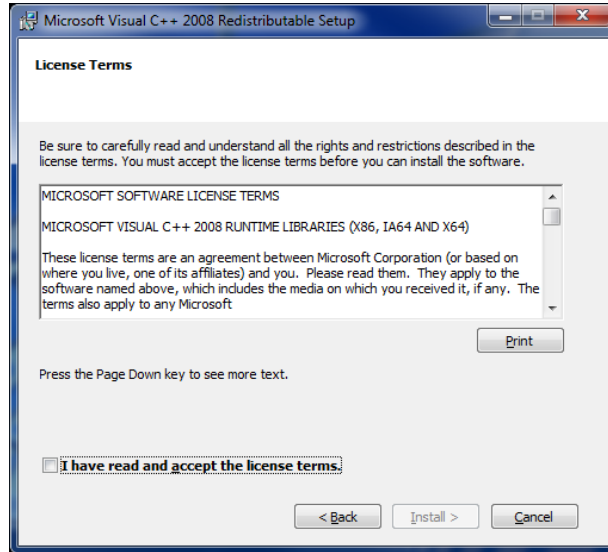 Microsoft Visual C++ 2008 Redistributable Setup
License Terms
Be sure to carefully read and understand all the rights and restrictions described in the
license terms. You must accept the license terms before you can install the software.
MICROSOFT SOFTWARE LICENSE TERMS
MICROSOFT VISUAL C++ 2008 RUNTIME LIBRARIES (X86, IA64 AND X64)
These license terms are an agreement between Microsoft Corporation (or based on
where you live, one of its affiliates) and you.  Please read them.  They apply to the
software named above, which includes the media on which you received it, if any.  The
terms also apply to any Microsoft
Print
Press the Page Down key to see more text.
I have read and accept the license terms.
< Back Install > Cancel